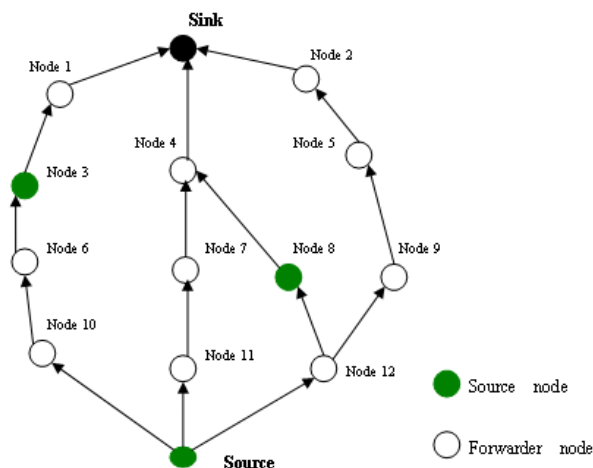 Sink
Node 1
Node 2
Node 4
Node 5
Node 3
Node 6
Node 7
Node 8
Node 9
Node 10
Node 11
Node 12
Source node
Forwarder node
Source